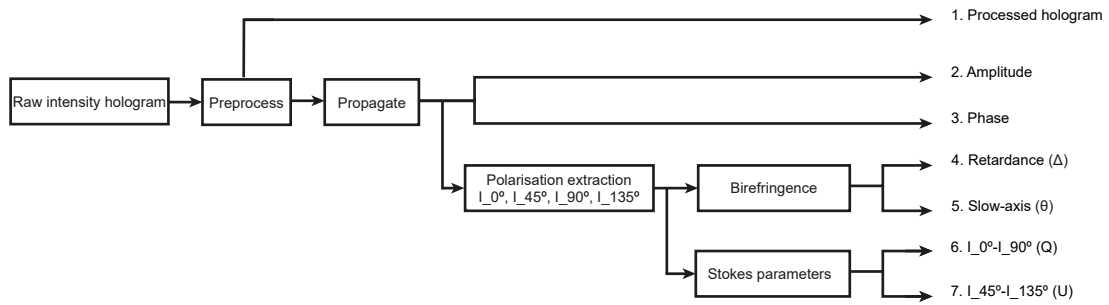 1. Processed hologram
Raw intensity hologram
Preprocess
Propagate
2. Amplitude
3. Phase
Polarisation extraction
I_0º, I_45º, I_90º, I_135º
Birefringence
4. Retardance (Δ)
5. Slow-axis (θ)
Stokes parameters
6. I_0º-I_90º (Q)
7. I_45º-I_135º (U)